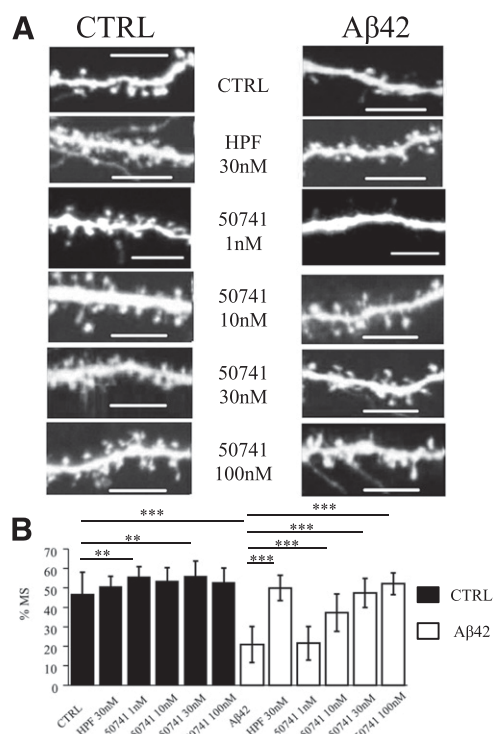 A CTRL Aβ42
CTRL
HPF
30nM
50741
1nM
50741
10nM
50741
30nM
50741
100nM
B
***
***
**
***
**
***
***
% MS
70
60
50
40
30
20
10
0
CTRL
HPF 30nM
50741 1nM
50741 10nM
50741 30nM
50741 100nM
Aβ42
HPF 30nM
50741 1nM
50741 10nM
50741 30nM
50741 100nM
CTRL
Aβ42